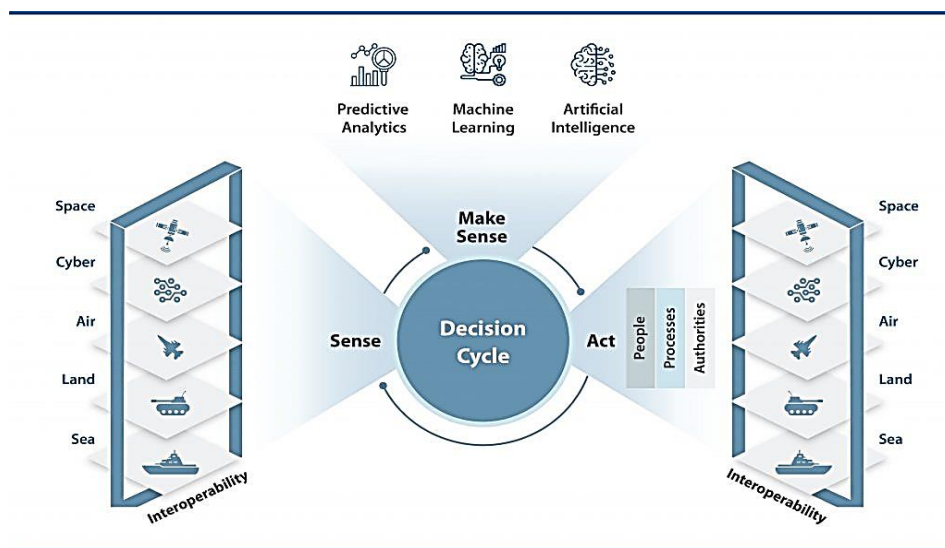 Predictive
Analytics
Machine
Learning
Artificial
Intelligence
Space
Cyber
Air
Land
Sea
Interoperability
Sense
Make
Sense
Decision
Cycle
Act
People
Processes
Authorities
Space
Cyber
Air
Land
Sea
Interoperability